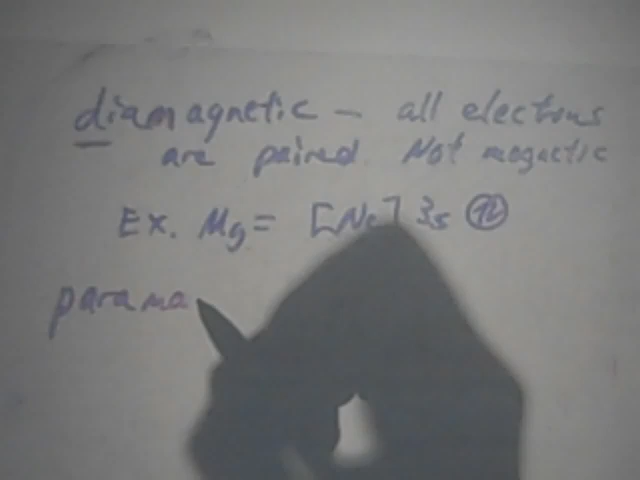 diamagnetic — all electrons
are paired. Not magnetic
Ex. Mg = [Ne] 3s ⇅
parama